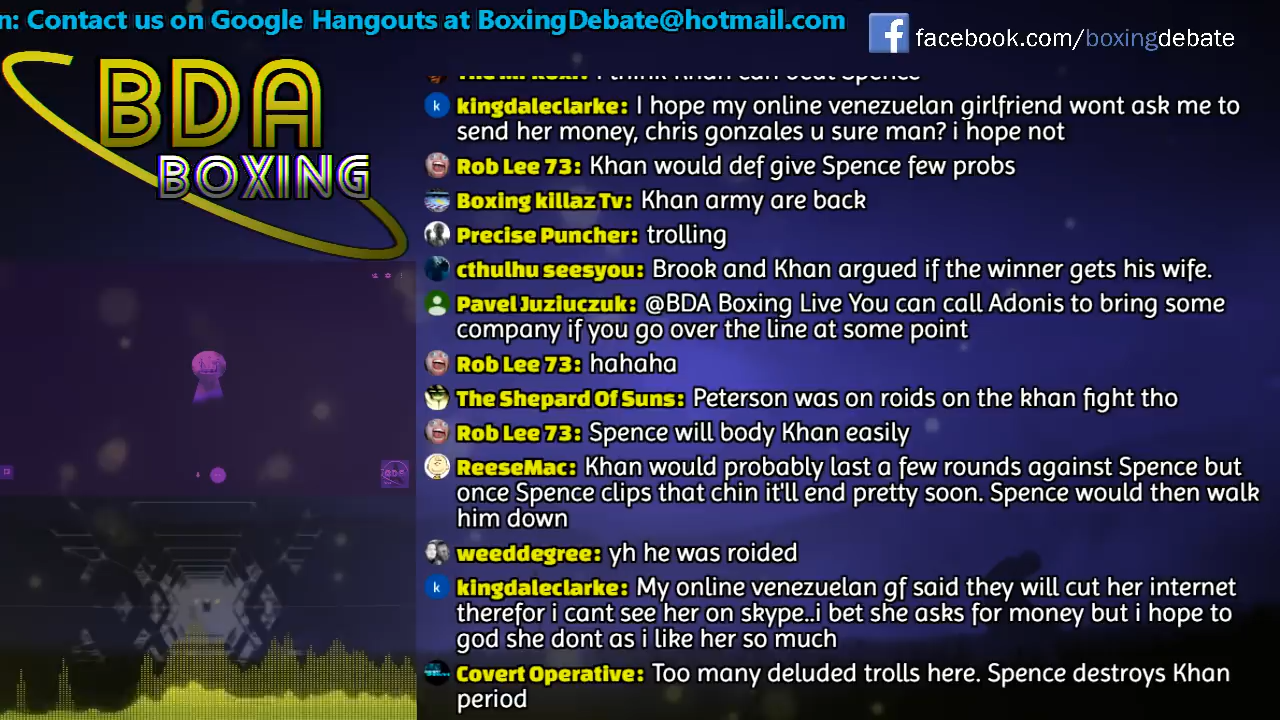 n: Contact us on Google Hangouts at BoxingDebate@hotmail.com
facebook.com/boxingdebate
BDA
BOXING
I think Khan can beat Spence
kingdaleclarke: I hope my online venezuelan girlfriend wont ask me to
send her money, chris gonzales u sure man? i hope not
Rob Lee 73: Khan would def give Spence few probs
Boxing killaz Tv: Khan army are back
Precise Puncher: trolling
cthulhu seesyou: Brook and Khan argued if the winner gets his wife.
Pavel Juziuczuk: @BDA Boxing Live You can call Adonis to bring some
company if you go over the line at some point
Rob Lee 73: hahaha
The Shepard Of Suns: Peterson was on roids on the khan fight tho
Rob Lee 73: Spence will body Khan easily
ReeseMac: Khan would probably last a few rounds against Spence but
once Spence clips that chin it'll end pretty soon. Spence would then walk
him down
weeddegree: yh he was roided
kingdaleclarke: My online venezuelan gf said they will cut her internet
therefor i cant see her on skype..i bet she asks for money but i hope to
god she dont as i like her so much
Covert Operative: Too many deluded trolls here. Spence destroys Khan
period